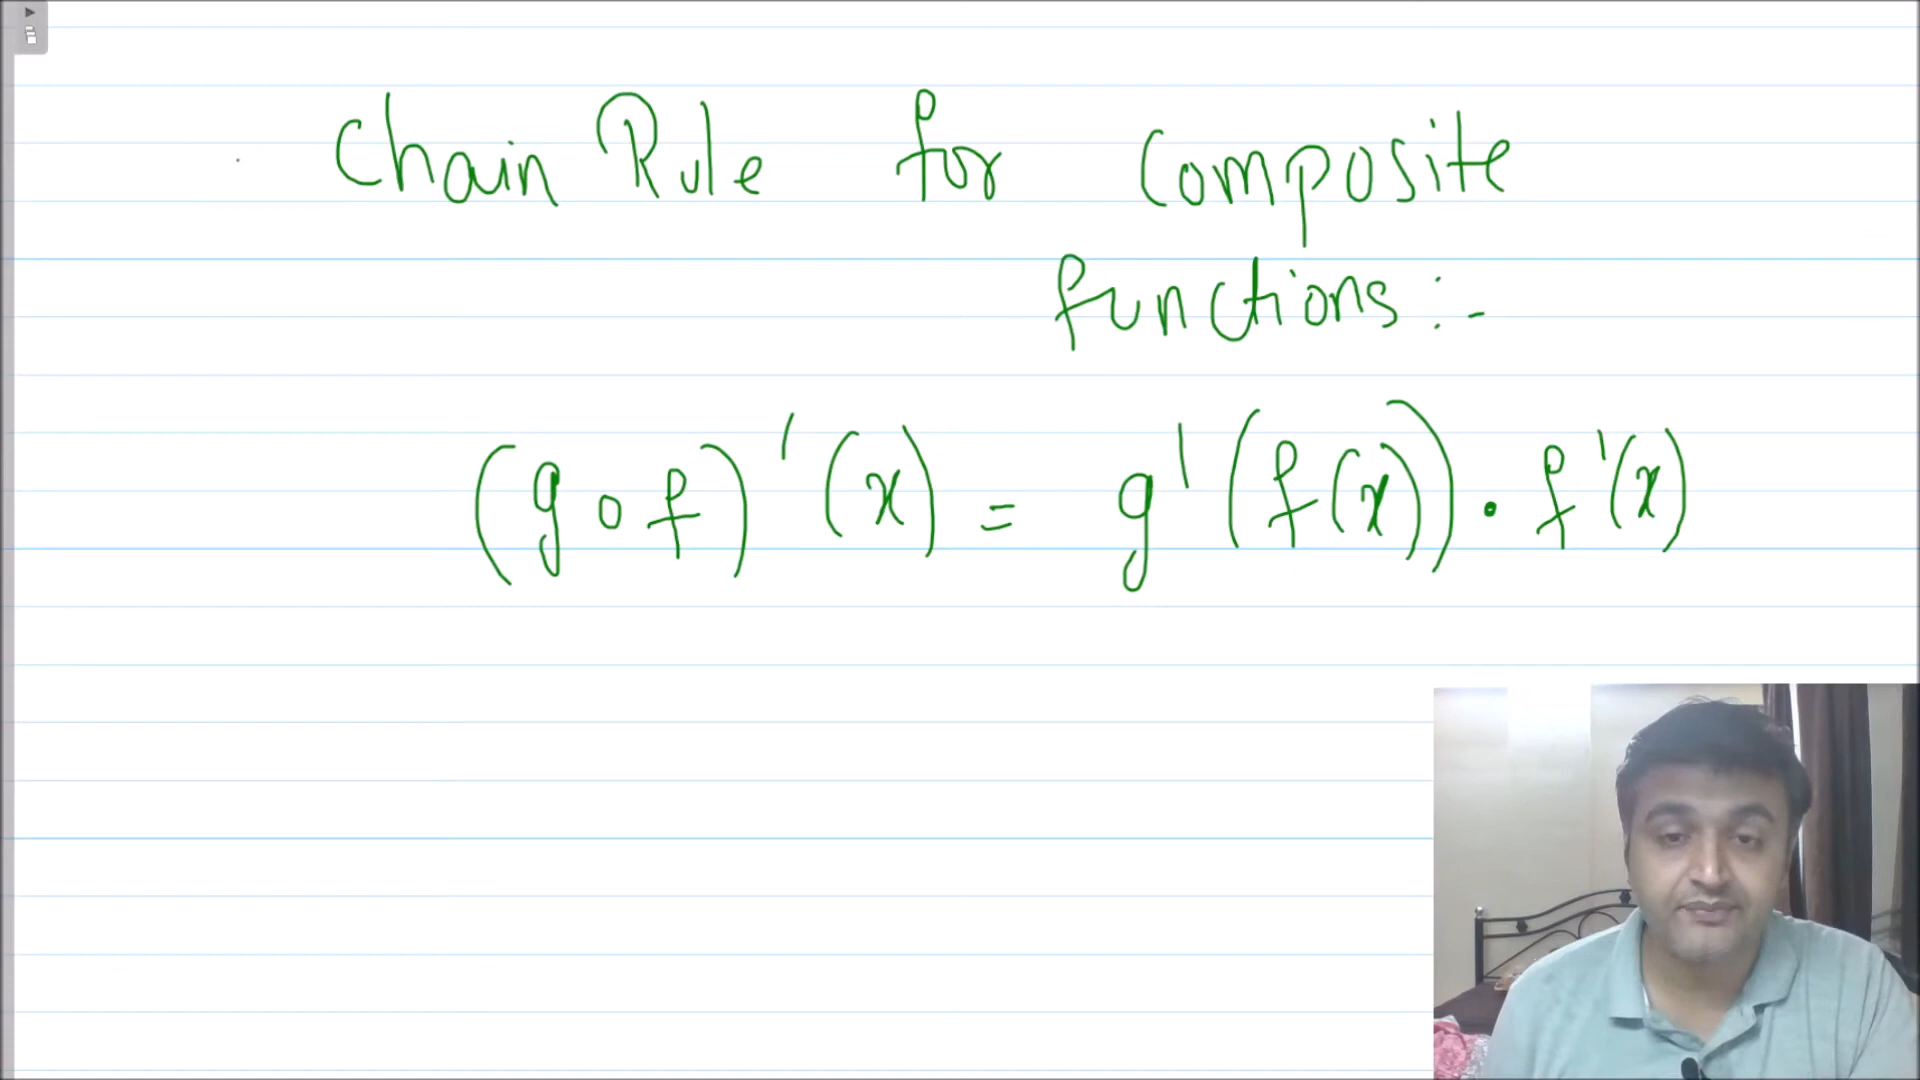 Chain Rule for Composite
functions :-
(g o f)'(x) = g'(f(x)) • f'(x)